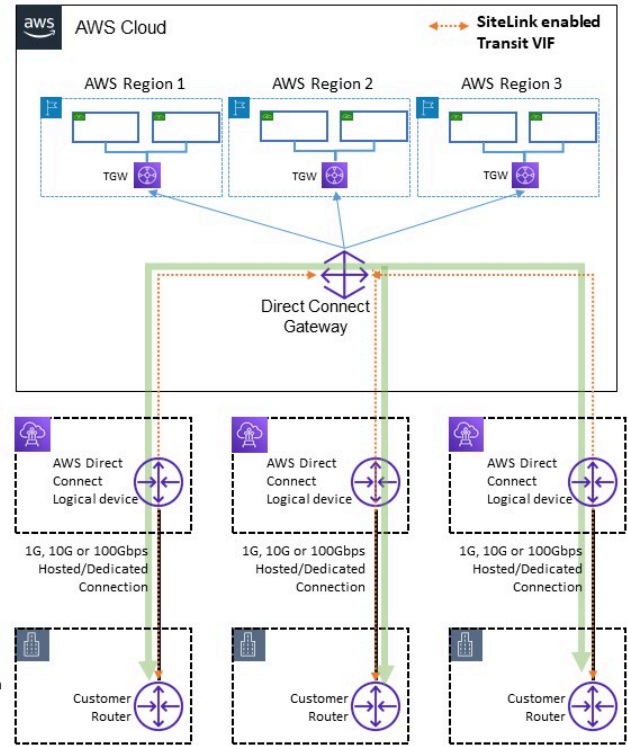 aws
AWS Cloud
SiteLink enabled
Transit VIF
AWS Region 1
AWS Region 2
AWS Region 3
TGW
TGW
TGW
Direct Connect
Gateway
AWS Direct
Connect
Logical device
AWS Direct
Connect
Logical device
AWS Direct
Connect
Logical device
1G, 10G or 100Gbps
Hosted/Dedicated
Connection
1G, 10G or 100Gbps
Hosted/Dedicated
Connection
1G, 10G or 100Gbps
Hosted/Dedicated
Connection
Customer
Router
Customer
Router
Customer
Router